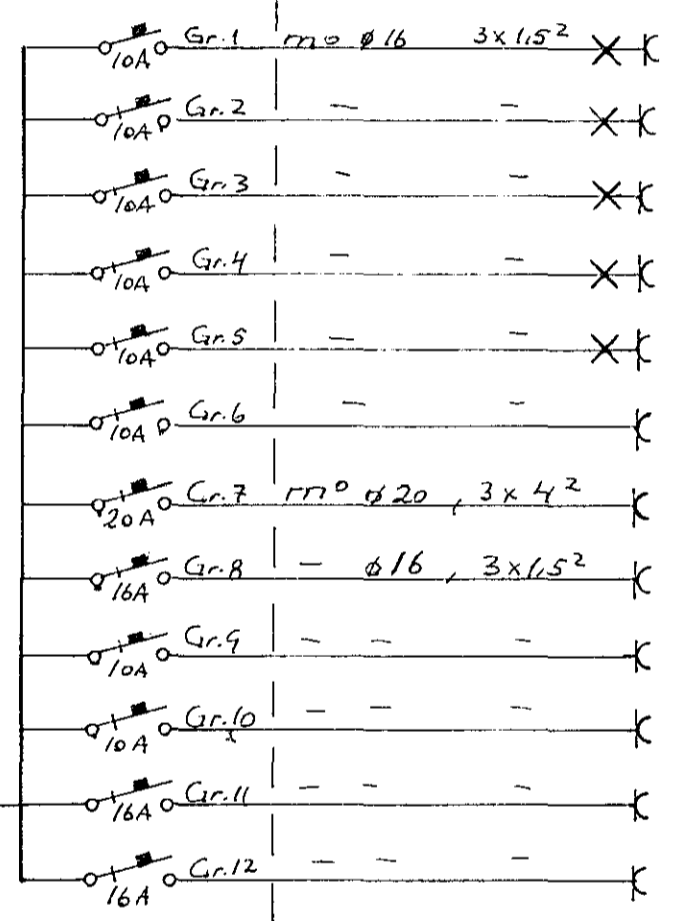 10A Gr.1 mo ø16 3x1,5²
10A Gr.2 — —
10A Gr.3 — —
10A Gr.4 — —
10A Gr.5 — —
10A Gr.6 — —
20A Gr.7 mo ø20, 3x4²
16A Gr.8 — ø16, 3x1,5²
10A Gr.9 — — —
10A Gr.10 — — —
16A Gr.11 — — —
16A Gr.12 — — —